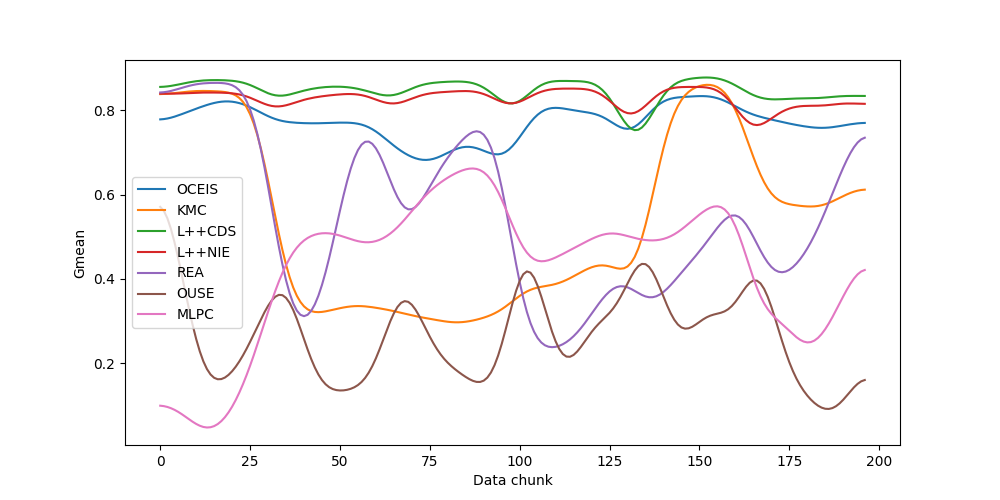 0.8
0.6
0.4
0.2
Gmean
OCEIS
KMC
L++CDS
L++NIE
REA
OUSE
MLPC
0 25 50 75 100 125 150 175 200
Data chunk